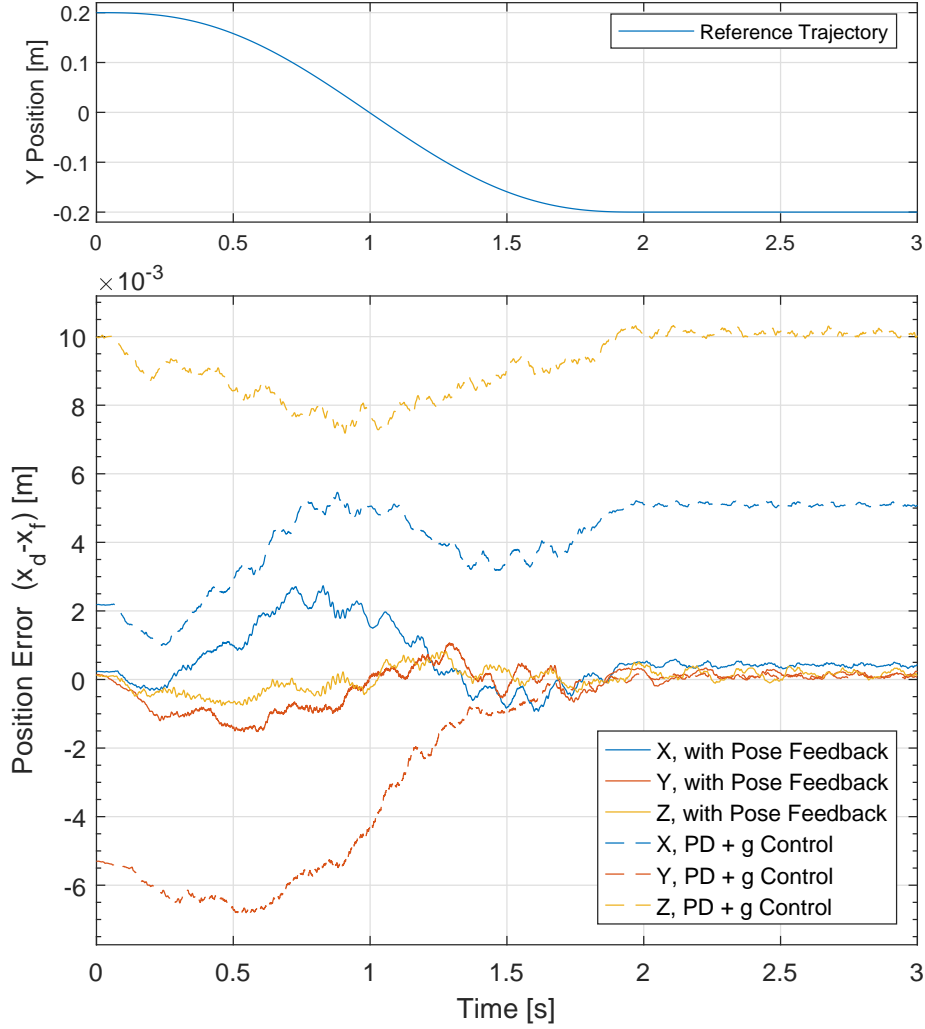 Y Position [m]
0.2
0.1
0
-0.1
-0.2
Reference Trajectory
0 0.5 1 1.5 2 2.5 3
×10⁻³
Position Error (x_d-x_f) [m]
10
8
6
4
2
0
-2
-4
-6
X, with Pose Feedback
Y, with Pose Feedback
Z, with Pose Feedback
X, PD + g Control
Y, PD + g Control
Z, PD + g Control
0 0.5 1 1.5 2 2.5 3
Time [s]